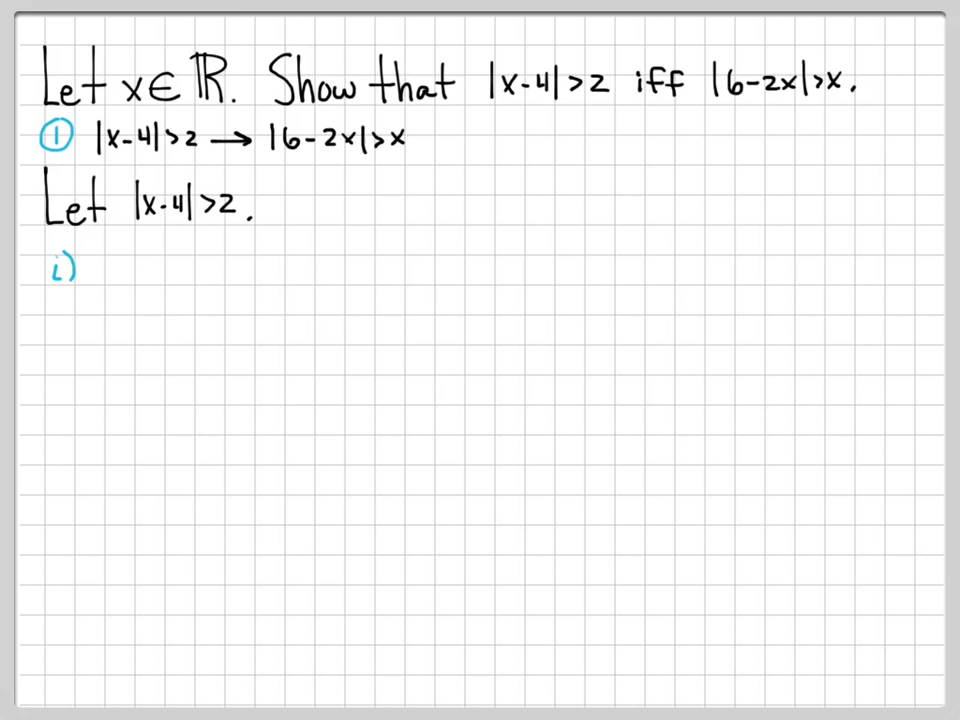 Let x ∈ ℝ. Show that |x-4|>2 iff |6-2x|>x.
① |x-4|>2 → |6-2x|>x
Let |x-4|>2.
i)